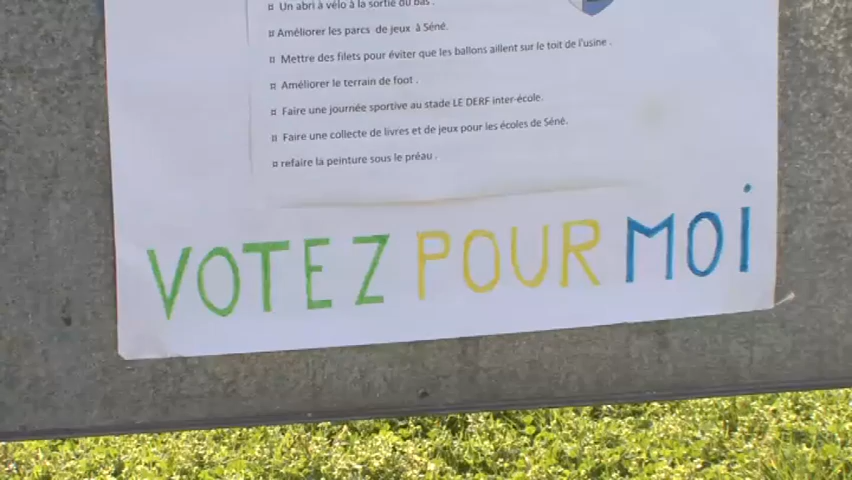 ¤ Un abri à vélo à la sortie du bas .
¤ Améliorer les parcs de jeux à Séné.
¤ Mettre des filets pour éviter que les ballons aillent sur le toit de l'usine .
¤ Améliorer le terrain de foot .
¤ Faire une journée sportive au stade LE DERF inter-école.
¤ Faire une collecte de livres et de jeux pour les écoles de Séné.
¤ refaire la peinture sous le préau .
VOTEZ POUR MOi